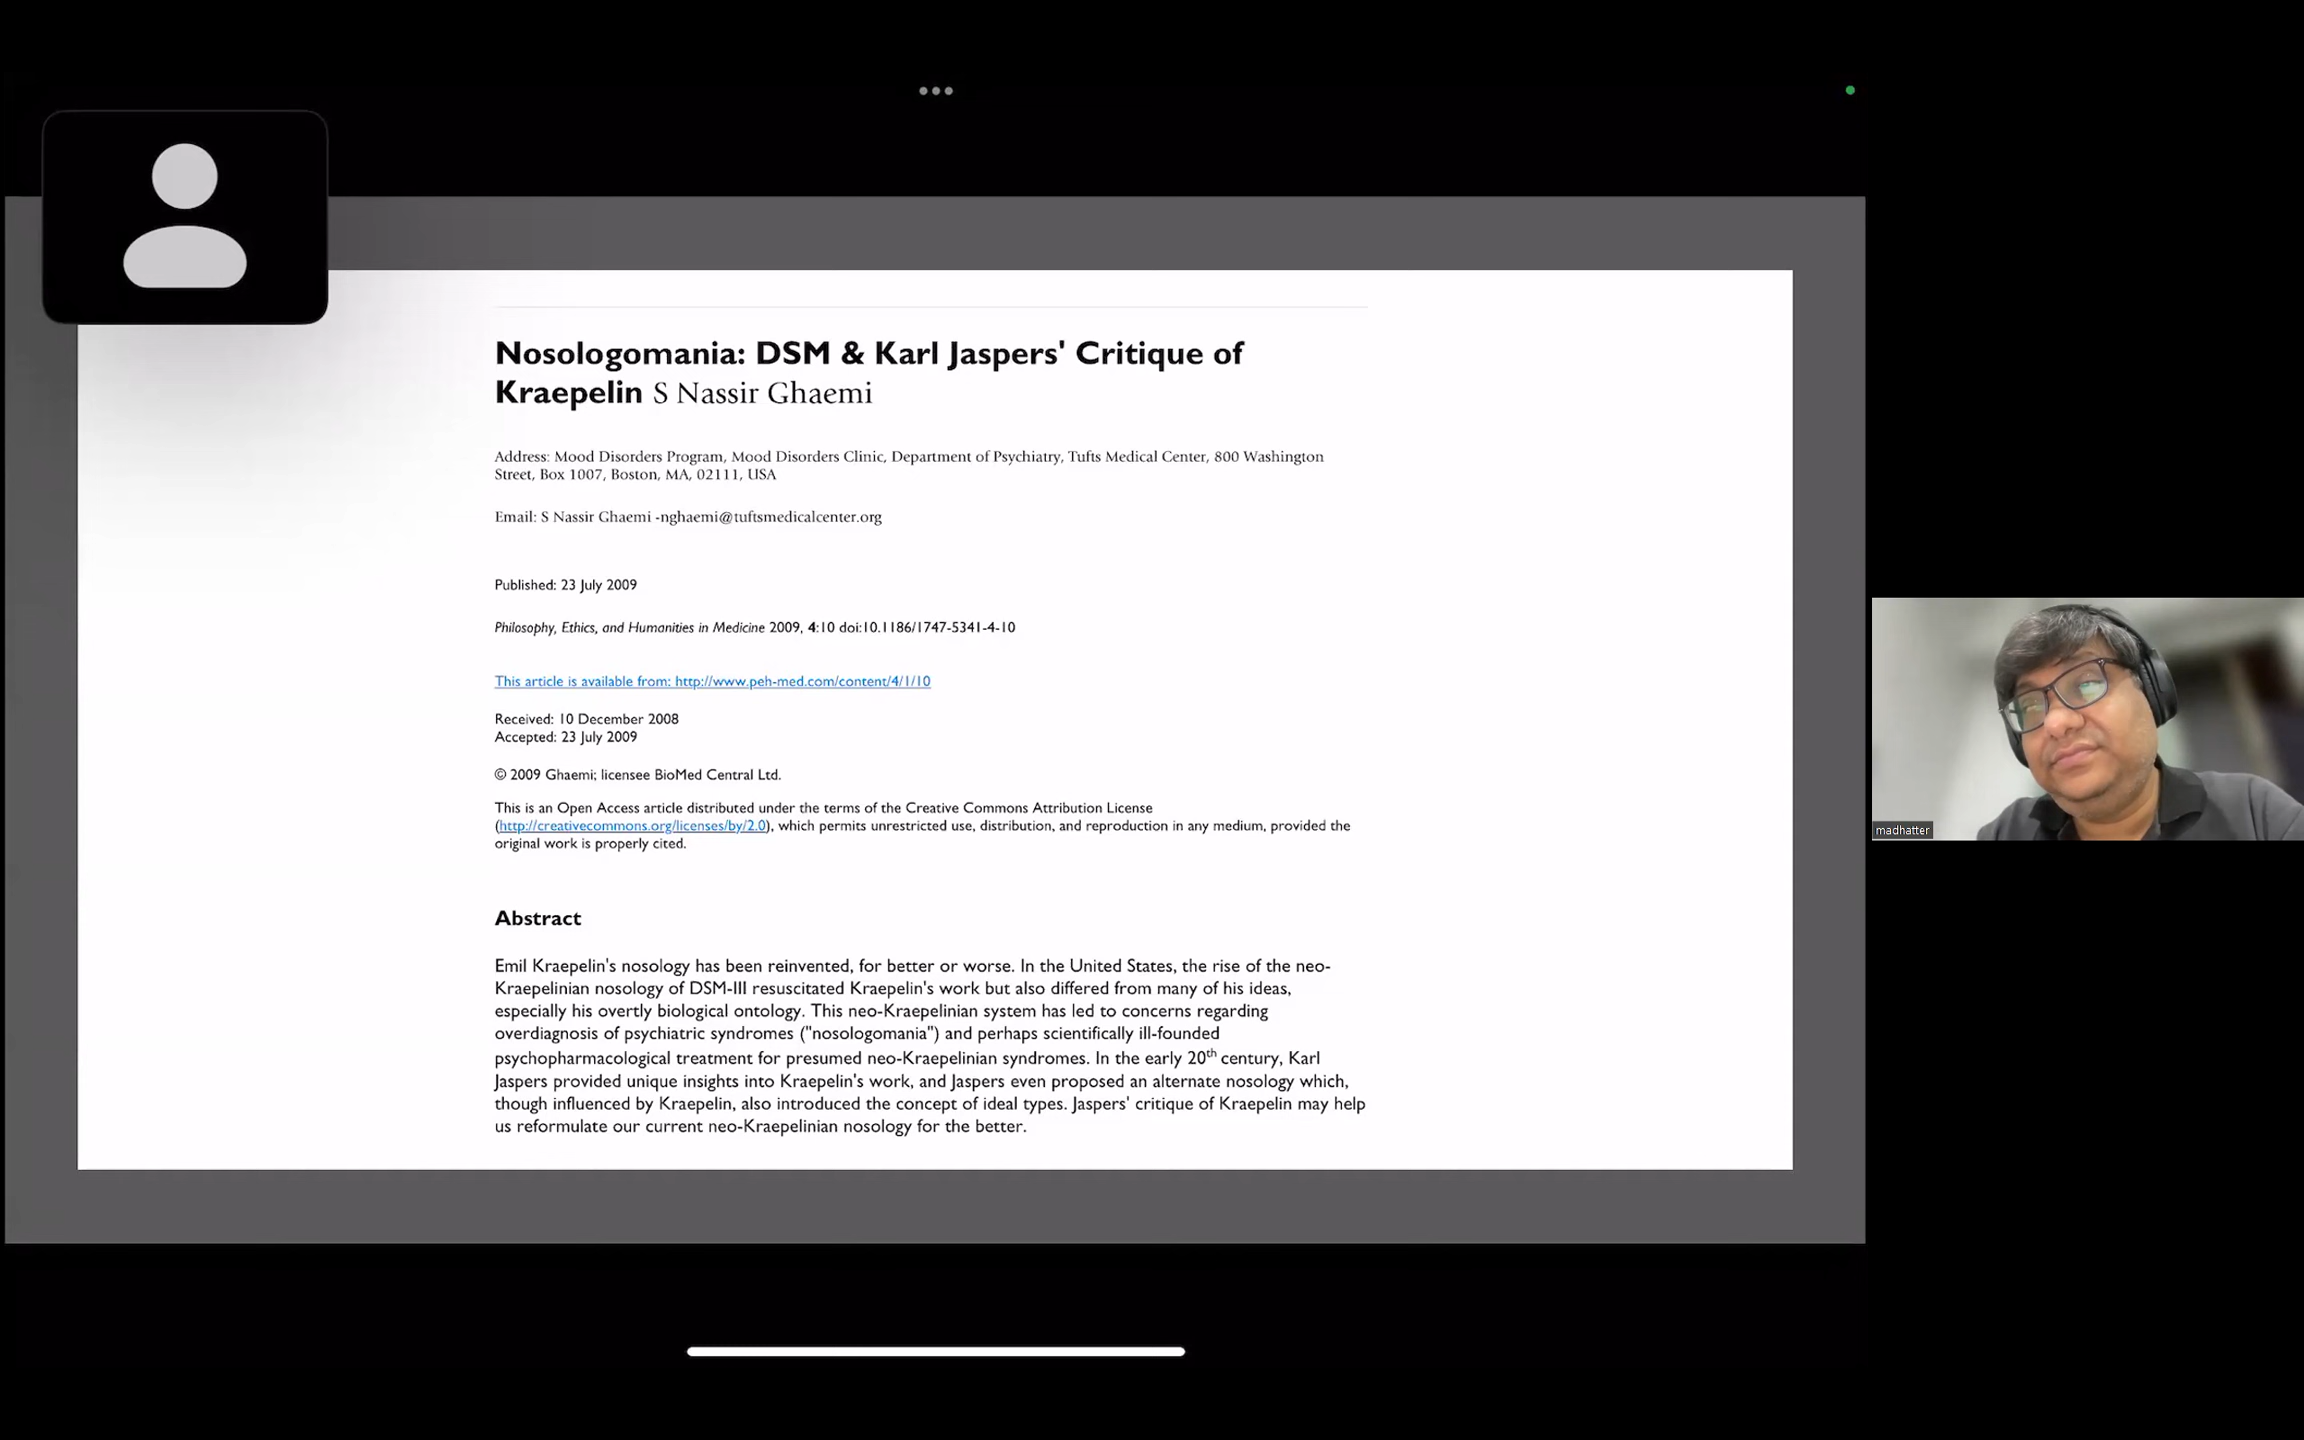 Nosologomania: DSM & Karl Jaspers' Critique of
Kraepelin S Nassir Ghaemi
Address: Mood Disorders Program, Mood Disorders Clinic, Department of Psychiatry, Tufts Medical Center, 800 Washington
Street, Box 1007, Boston, MA, 02111, USA
Email: S Nassir Ghaemi -nghaemi@tuftsmedicalcenter.org
Published: 23 July 2009
Philosophy, Ethics, and Humanities in Medicine 2009, 4:10 doi:10.1186/1747-5341-4-10
This article is available from: http://www.peh-med.com/content/4/1/10
Received: 10 December 2008
Accepted: 23 July 2009
© 2009 Ghaemi; licensee BioMed Central Ltd.
This is an Open Access article distributed under the terms of the Creative Commons Attribution License
(http://creativecommons.org/licenses/by/2.0), which permits unrestricted use, distribution, and reproduction in any medium, provided the
original work is properly cited.
Abstract
Emil Kraepelin's nosology has been reinvented, for better or worse. In the United States, the rise of the neo-
Kraepelinian nosology of DSM-III resuscitated Kraepelin's work but also differed from many of his ideas,
especially his overtly biological ontology. This neo-Kraepelinian system has led to concerns regarding
overdiagnosis of psychiatric syndromes ("nosologomania") and perhaps scientifically ill-founded
psychopharmacological treatment for presumed neo-Kraepelinian syndromes. In the early 20th century, Karl
Jaspers provided unique insights into Kraepelin's work, and Jaspers even proposed an alternate nosology which,
though influenced by Kraepelin, also introduced the concept of ideal types. Jaspers' critique of Kraepelin may help
us reformulate our current neo-Kraepelinian nosology for the better.
madhatter